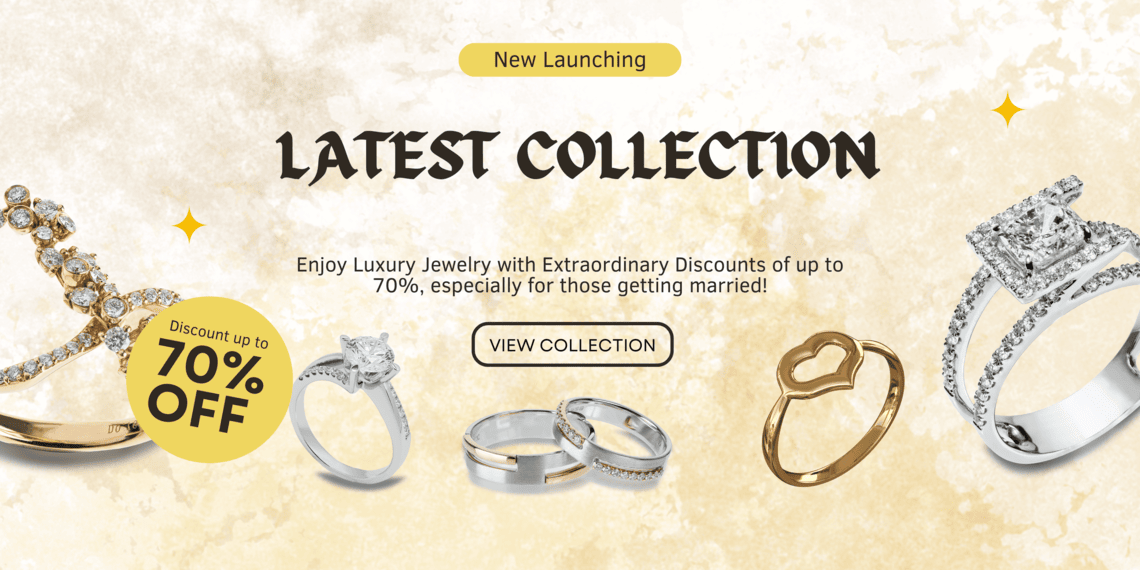 New Launching
LATEST COLLECTION
Enjoy Luxury Jewelry with Extraordinary Discounts of up to
70%, especially for those getting married!
VIEW COLLECTION
Discount up to
70%
OFF